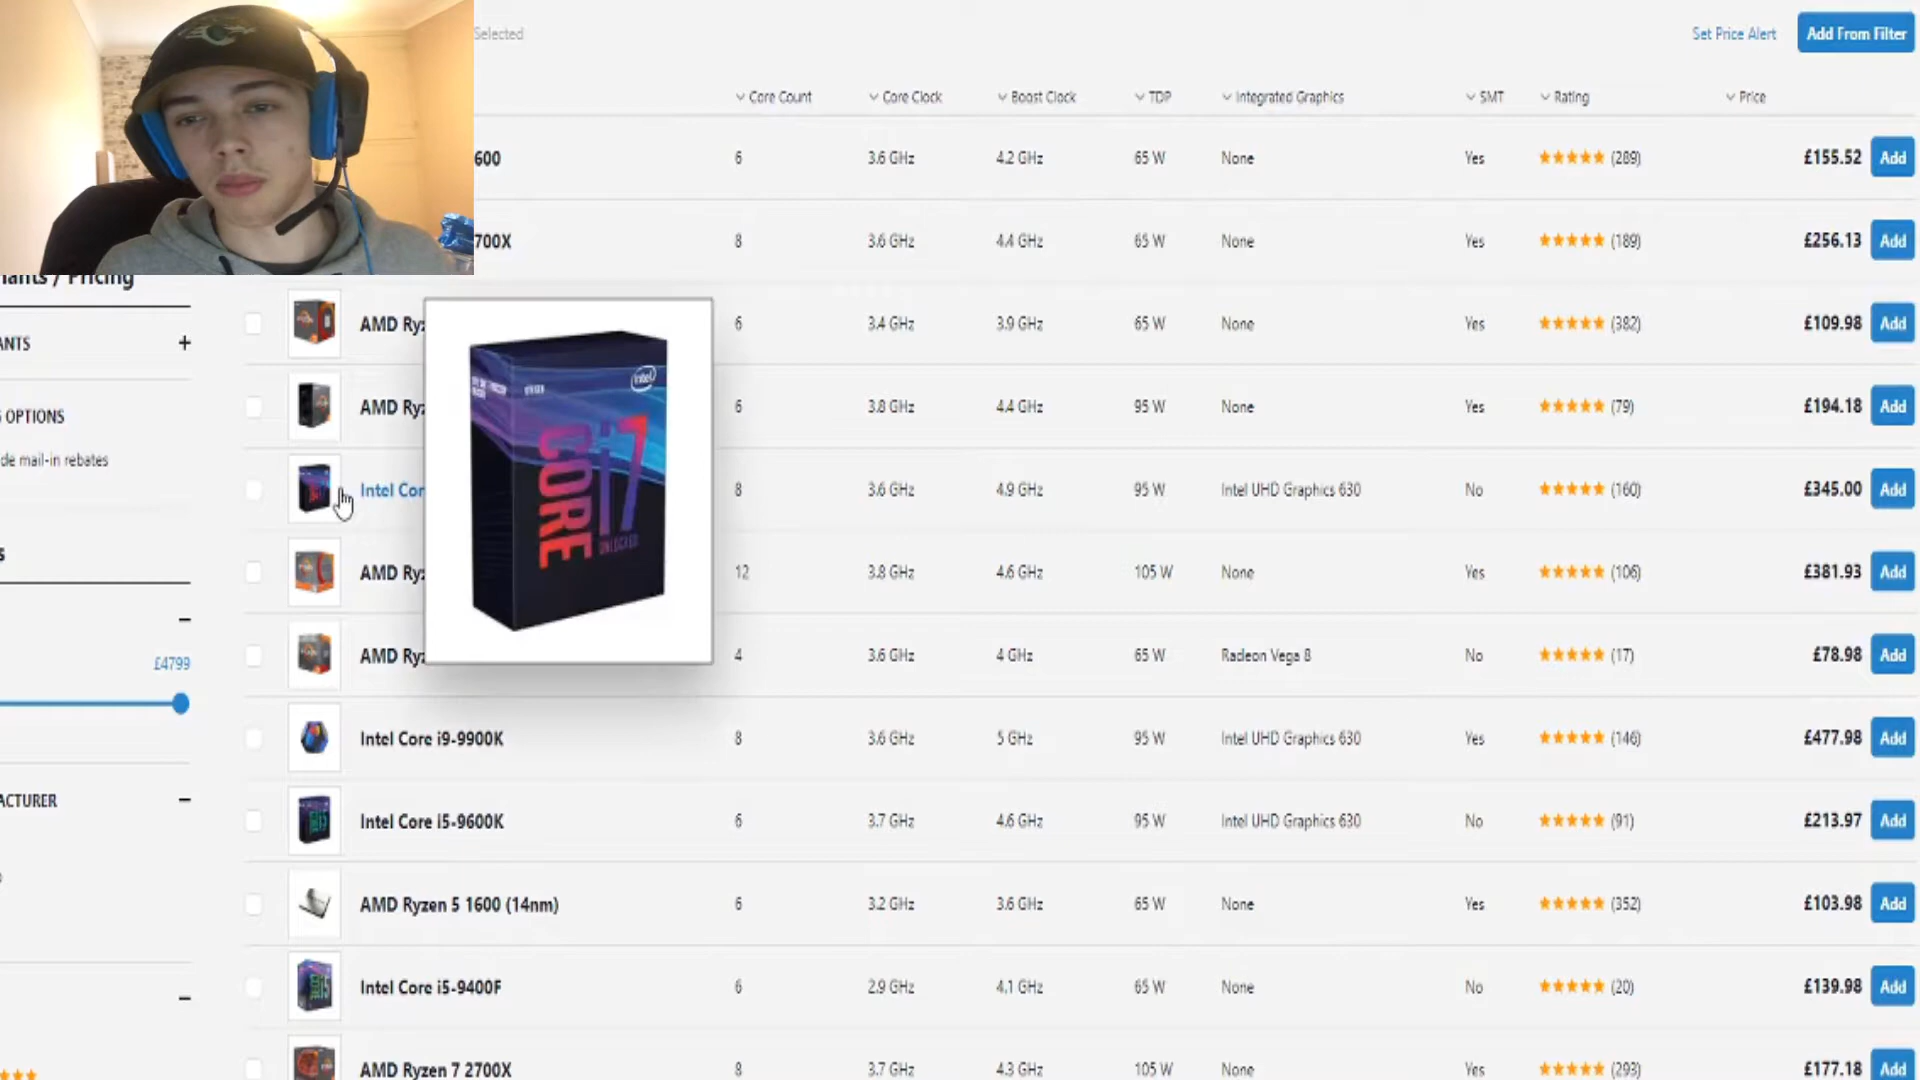 Selected
Set Price Alert
Add From Filter
Core Count
Core Clock
Boost Clock
TDP
Integrated Graphics
SMT
Rating
Price
600 6 3.6 GHz 4.2 GHz 65 W None Yes (289) £155.52 Add
700X 8 3.6 GHz 4.4 GHz 65 W None Yes (189) £256.13 Add
AMD Ryz 6 3.4 GHz 3.9 GHz 65 W None Yes (382) £109.98 Add
AMD Ryz 6 3.8 GHz 4.4 GHz 95 W None Yes (79) £194.18 Add
Intel Cor 8 3.6 GHz 4.9 GHz 95 W Intel UHD Graphics 630 No (160) £345.00 Add
AMD Ryz 12 3.8 GHz 4.6 GHz 105 W None Yes (106) £381.93 Add
AMD Ryz 4 3.6 GHz 4 GHz 65 W Radeon Vega 8 No (17) £78.98 Add
Intel Core i9-9900K 8 3.6 GHz 5 GHz 95 W Intel UHD Graphics 630 Yes (146) £477.98 Add
Intel Core i5-9600K 6 3.7 GHz 4.6 GHz 95 W Intel UHD Graphics 630 No (91) £213.97 Add
AMD Ryzen 5 1600 (14nm) 6 3.2 GHz 3.6 GHz 65 W None Yes (352) £103.98 Add
Intel Core i5-9400F 6 2.9 GHz 4.1 GHz 65 W None No (20) £139.98 Add
AMD Ryzen 7 2700X 8 3.7 GHz 4.3 GHz 105 W None Yes (293) £177.18 Add
hants / Pricing
ANTS +
G OPTIONS
de mail-in rebates
s
£4799
ACTURER
intel
CORE i7
UNLOCKED